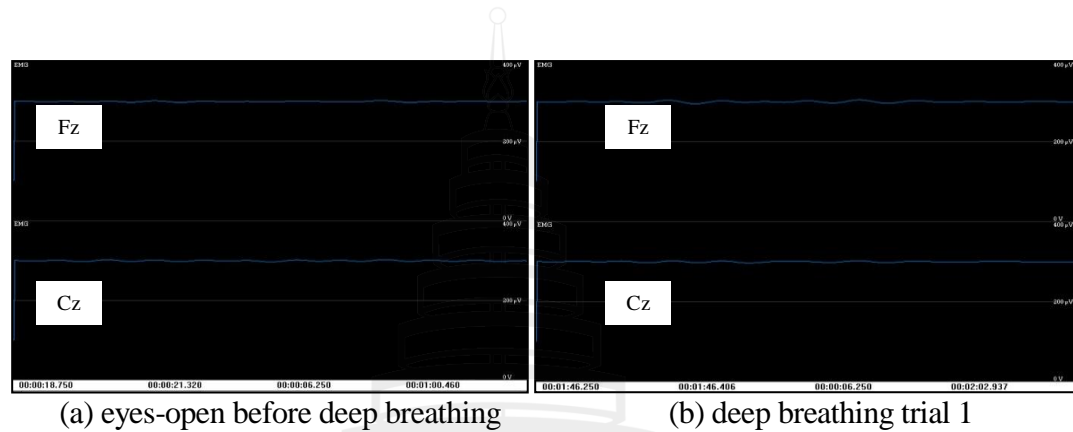 EMG 400 µV EMG 400 µV
Fz Fz
200 µV 200 µV
0 V 0 V
EMG 400 µV EMG 400 µV
Cz Cz
200 µV 200 µV
0 V 0 V
00:00:18.750 00:00:21.320 00:00:06.250 00:01:00.460 00:01:46.250 00:01:46.406 00:00:06.250 00:02:02.937
(a) eyes-open before deep breathing (b) deep breathing trial 1